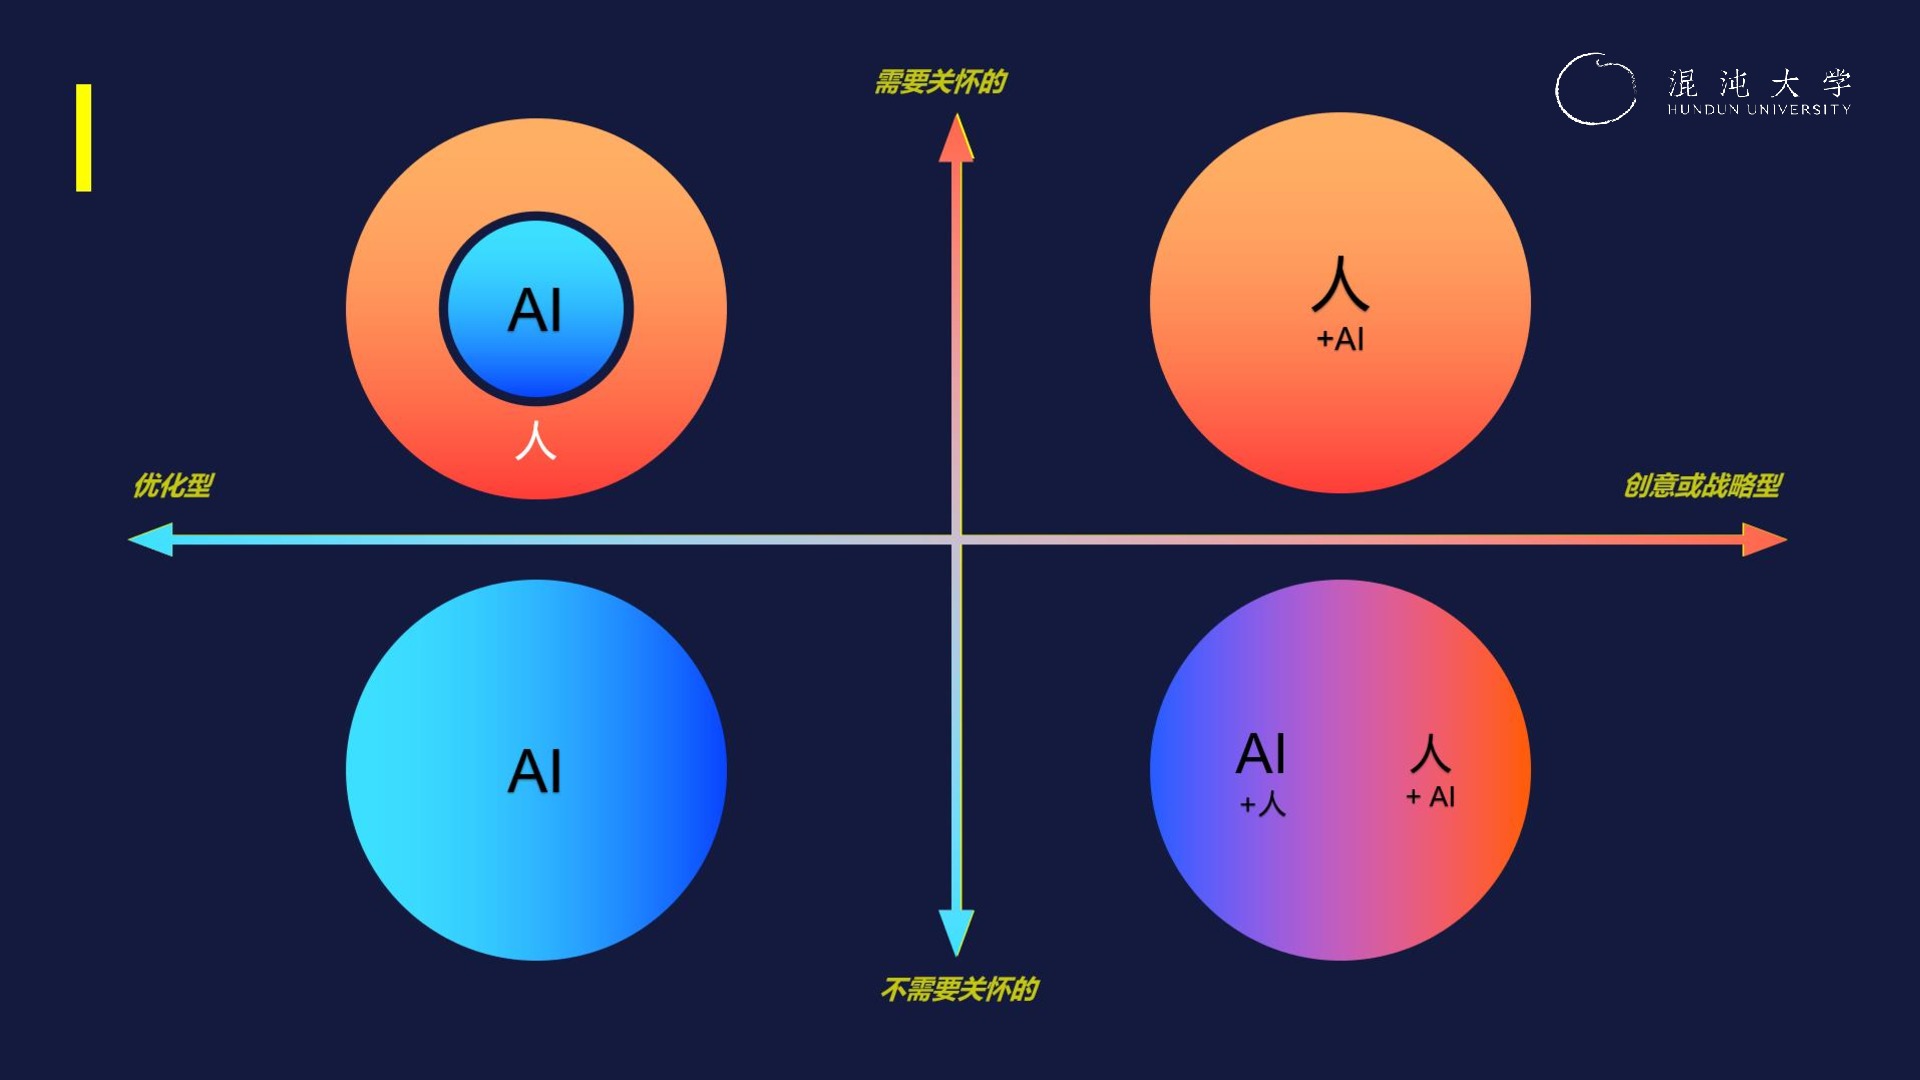 需要关怀的
混沌大学
HUNDUN UNIVERSITY
AI
人
人
+AI
优化型
创意或战略型
AI
AI
+人
人
+ AI
不需要关怀的